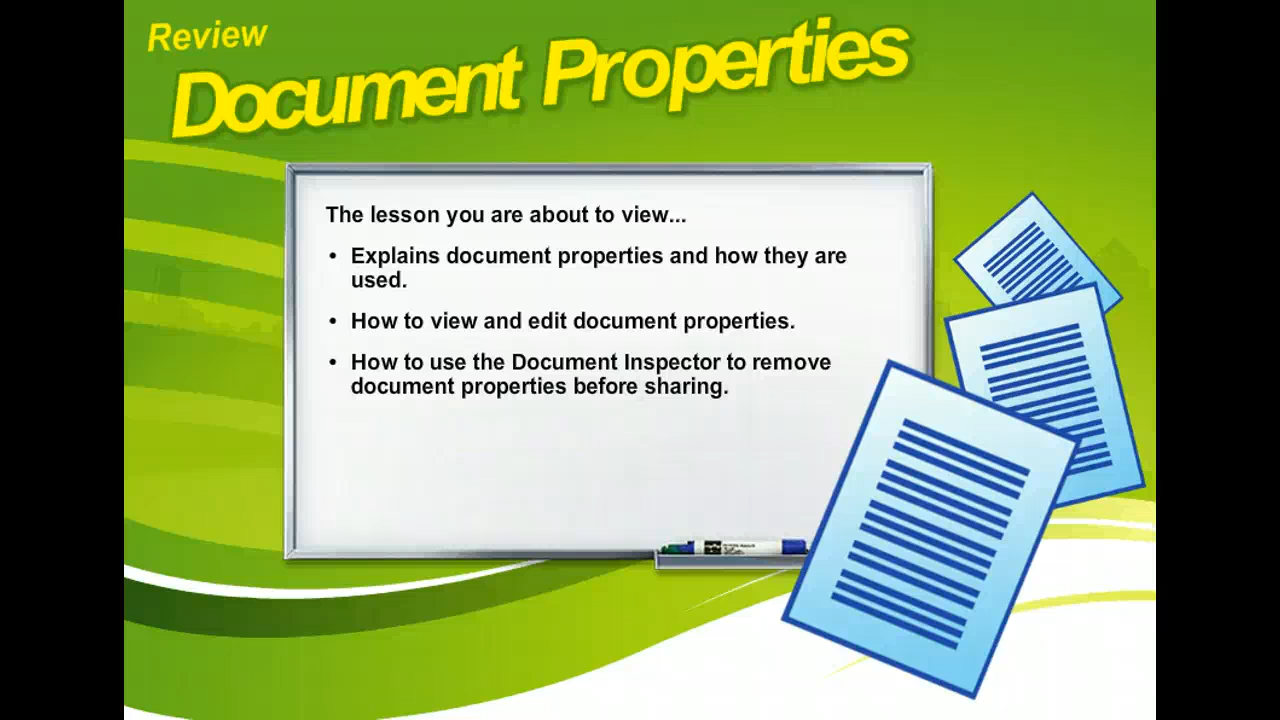 Review
Document Properties
The lesson you are about to view...
• Explains document properties and how they are
used.
• How to view and edit document properties.
• How to use the Document Inspector to remove
document properties before sharing.